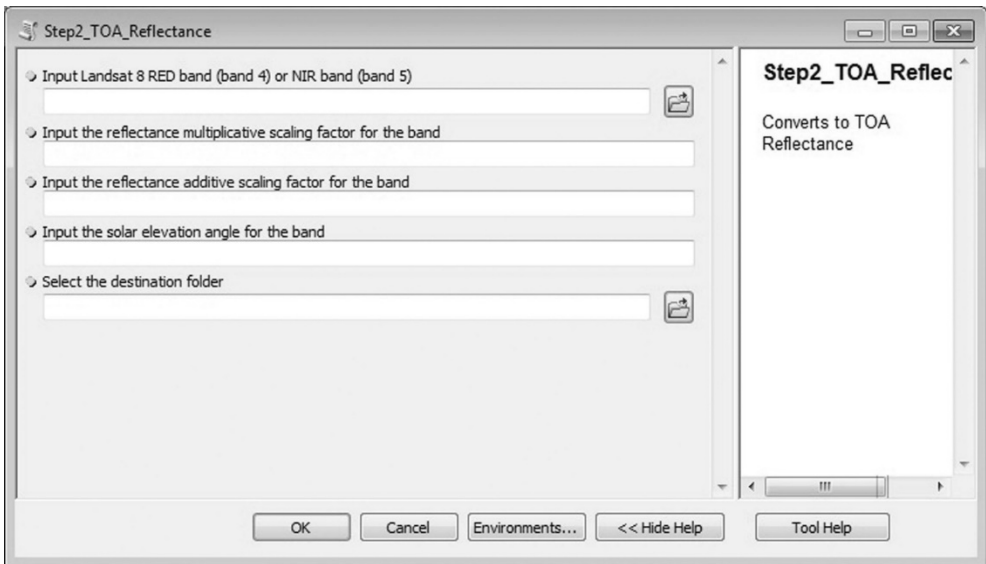 Step2_TOA_Reflectance
Input Landsat 8 RED band (band 4) or NIR band (band 5)
Input the reflectance multiplicative scaling factor for the band
Input the reflectance additive scaling factor for the band
Input the solar elevation angle for the band
Select the destination folder
Step2_TOA_Reflec
Converts to TOA
Reflectance
OK Cancel Environments... << Hide Help Tool Help